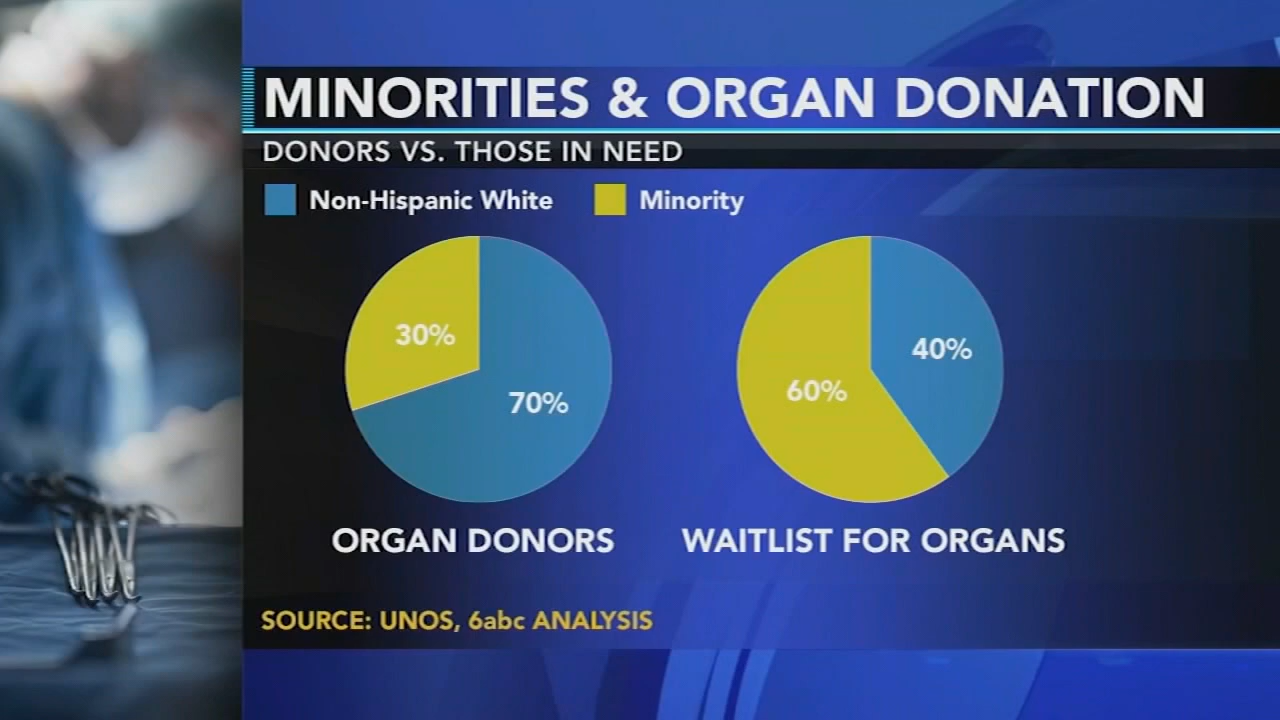 MINORITIES & ORGAN DONATION
DONORS VS. THOSE IN NEED
Non-Hispanic White
Minority
30%
70%
60%
40%
ORGAN DONORS
WAITLIST FOR ORGANS
SOURCE: UNOS, 6abc ANALYSIS